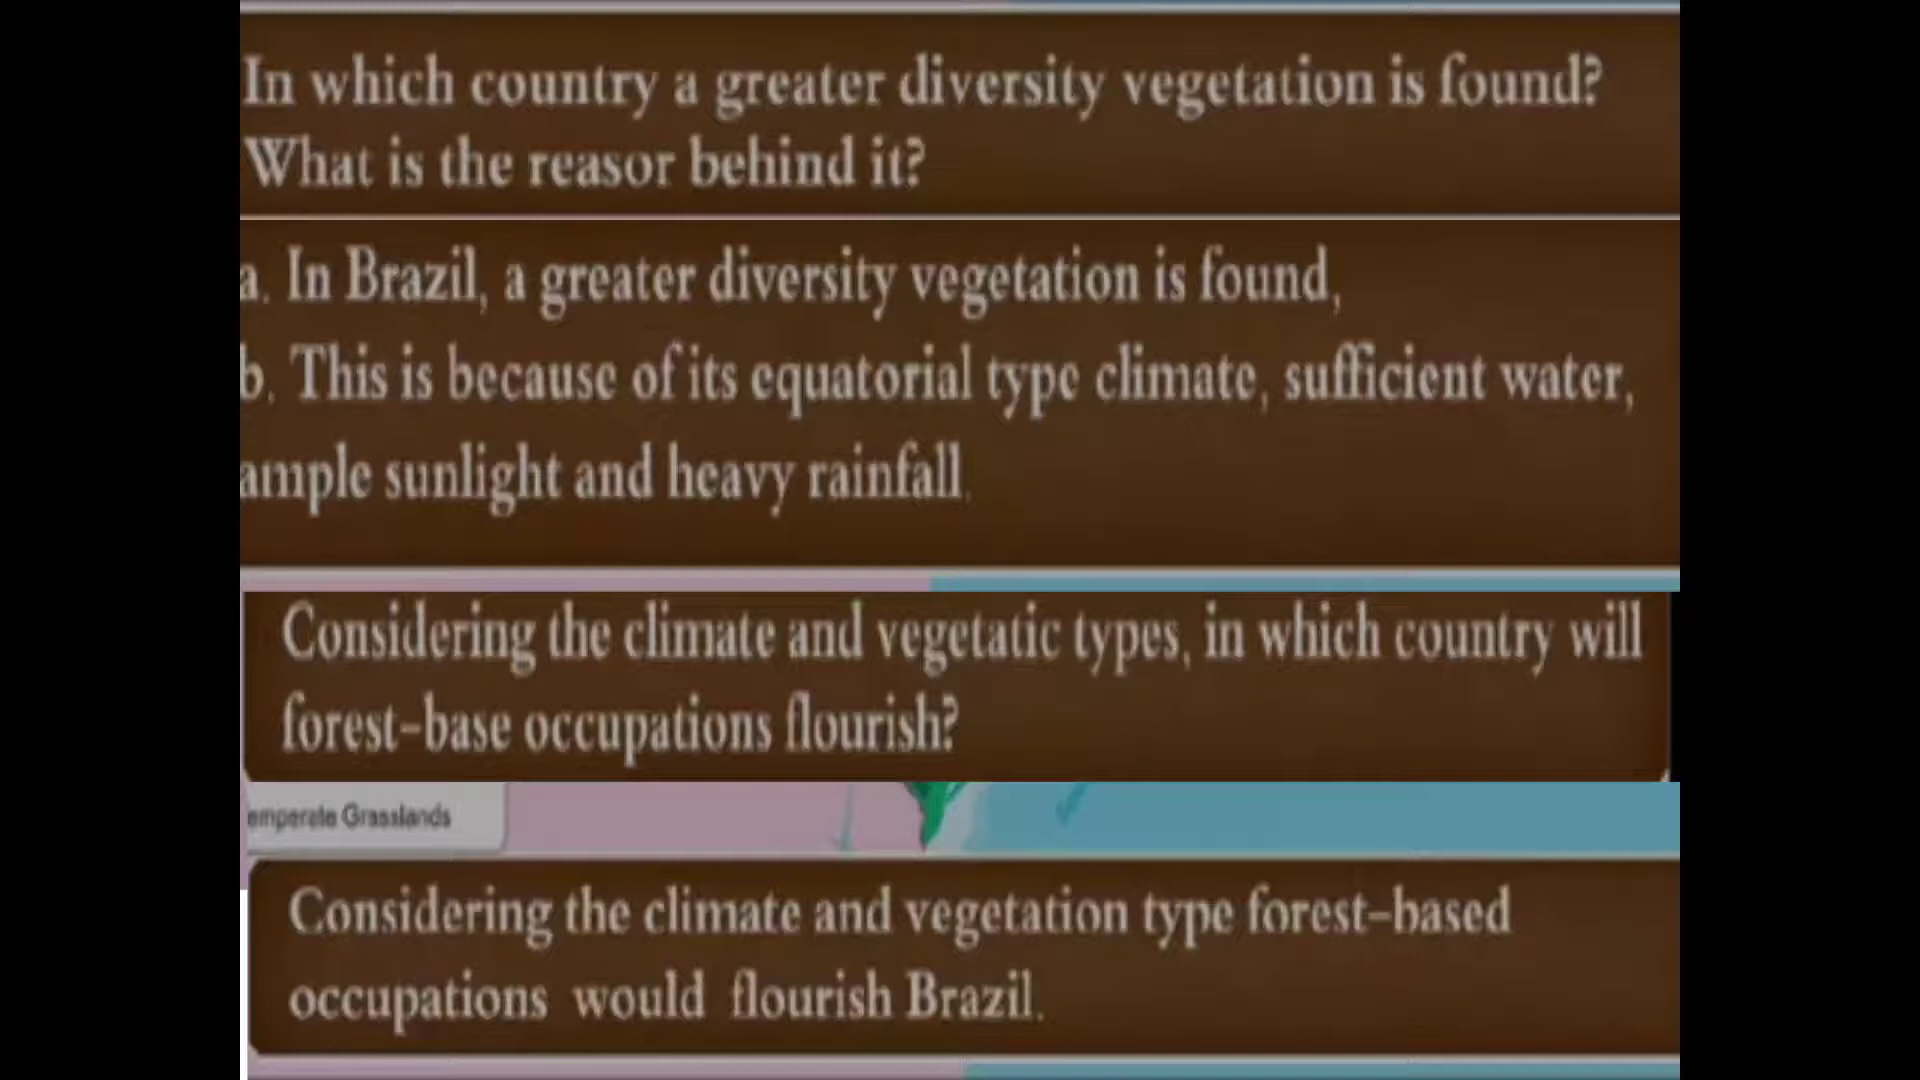 In which country a greater diversity vegetation is found?
What is the reasor behind it?
a. In Brazil, a greater diversity vegetation is found,
b. This is because of its equatorial type climate, sufficient water,
ample sunlight and heavy rainfall.
Considering the climate and vegetatic types, in which country will
forest-base occupations flourish?
emperate Grasslands
Considering the climate and vegetation type forest-based
occupations would flourish Brazil.